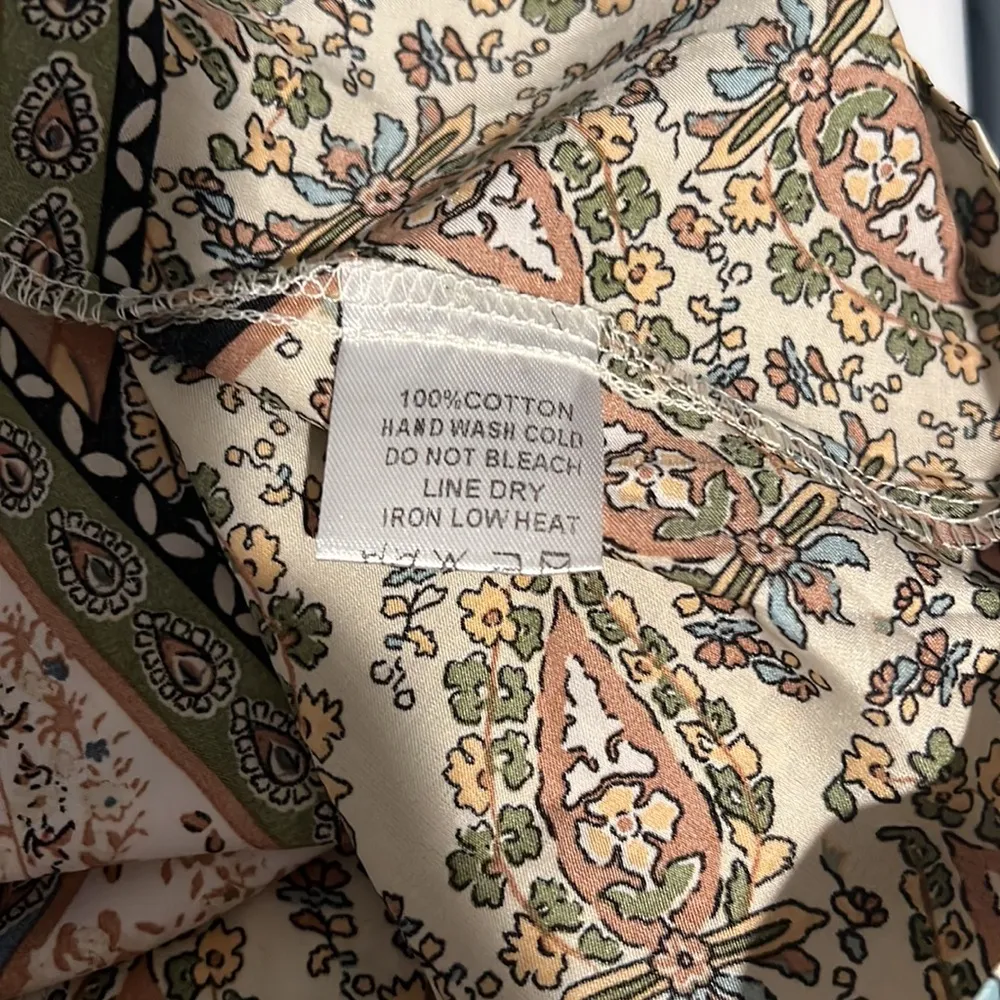 100%COTTON
HAND WASH COLD
DO NOT BLEACH
LINE DRY
IRON LOW HEAT